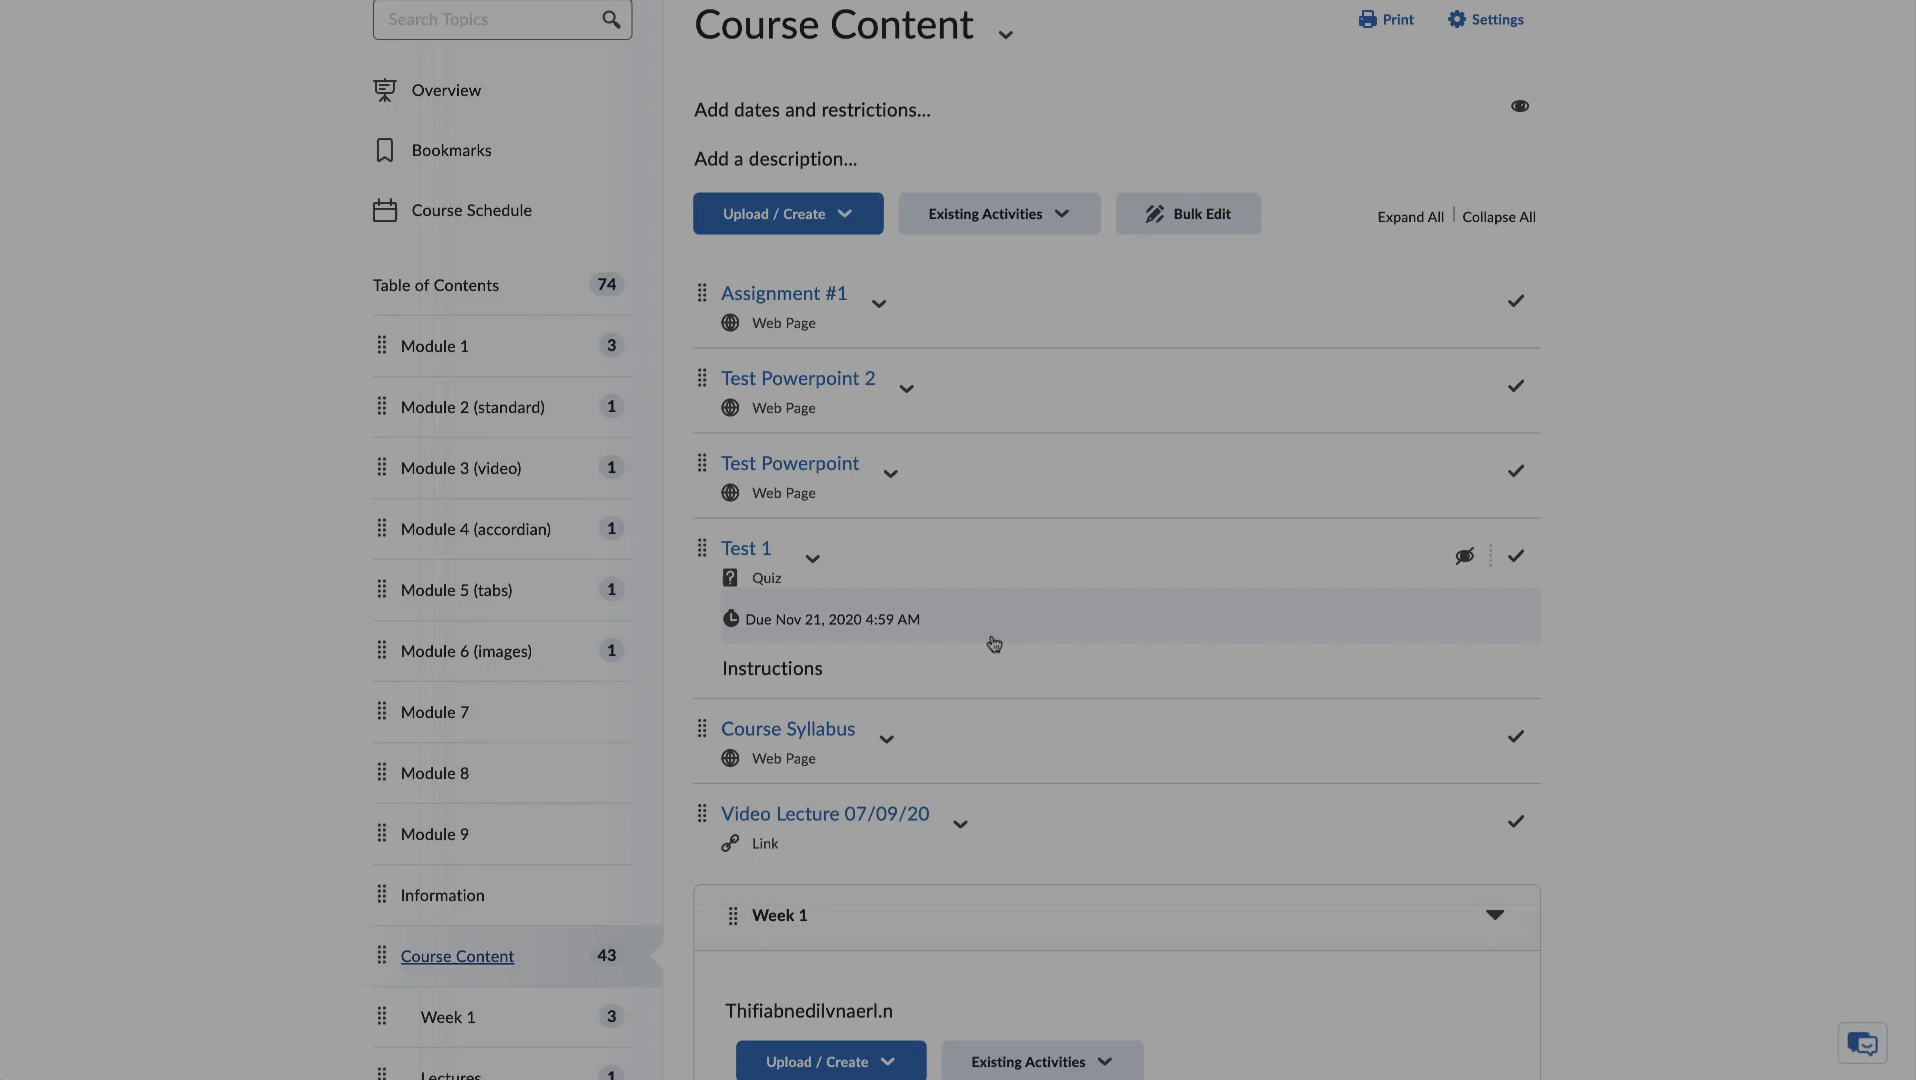 Search Topics
Overview
Bookmarks
Course Schedule
Table of Contents 74
Module 1 3
Module 2 (standard) 1
Module 3 (video) 1
Module 4 (accordian) 1
Module 5 (tabs) 1
Module 6 (images) 1
Module 7
Module 8
Module 9
Information
Course Content 43
Week 1 3
Lectures 1
Course Content
Print Settings
Add dates and restrictions...
Add a description...
Upload / Create Existing Activities Bulk Edit Expand All Collapse All
Assignment #1
Web Page
Test Powerpoint 2
Web Page
Test Powerpoint
Web Page
Test 1
Quiz
Due Nov 21, 2020 4:59 AM
Instructions
Course Syllabus
Web Page
Video Lecture 07/09/20
Link
Week 1
Thifiabnedilvnaerl.n
Upload / Create Existing Activities